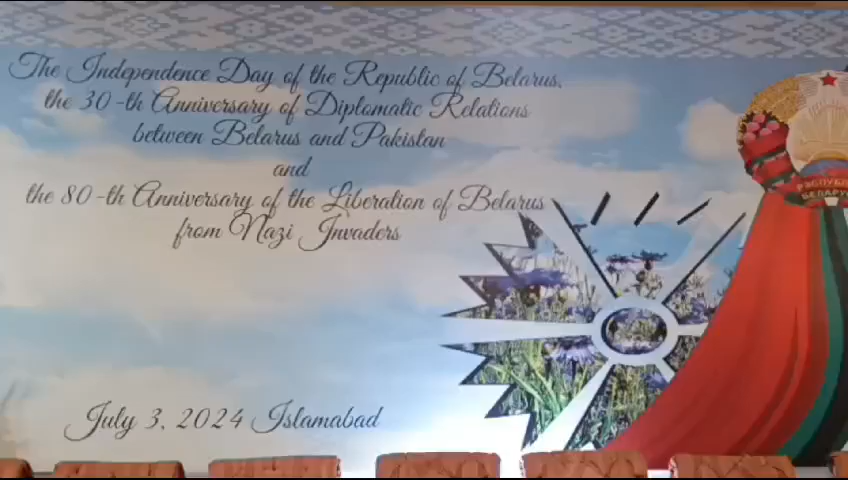 The Independence Day of the Republic of Belarus,
the 30-th Anniversary of Diplomatic Relations
between Belarus and Pakistan
and
the 80-th Anniversary of the Liberation of Belarus
from Nazi Invaders
July 3, 2024 Islamabad